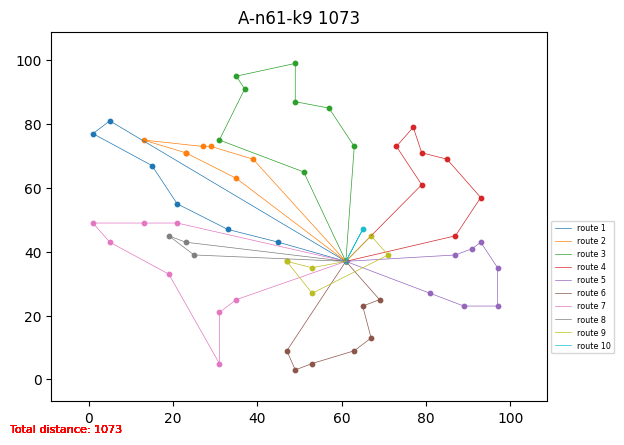 A-n61-k9 1073
100
80
60
40
20
0
0 20 40 60 80 100
route 1
route 2
route 3
route 4
route 5
route 6
route 7
route 8
route 9
route 10
Total distance: 1073